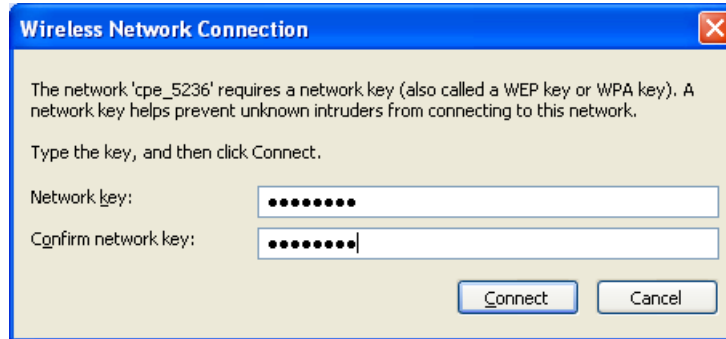 Wireless Network Connection
The network 'cpe_5236' requires a network key (also called a WEP key or WPA key). A
network key helps prevent unknown intruders from connecting to this network.
Type the key, and then click Connect.
Network key: ●●●●●●●●
Confirm network key: ●●●●●●●●
Connect Cancel